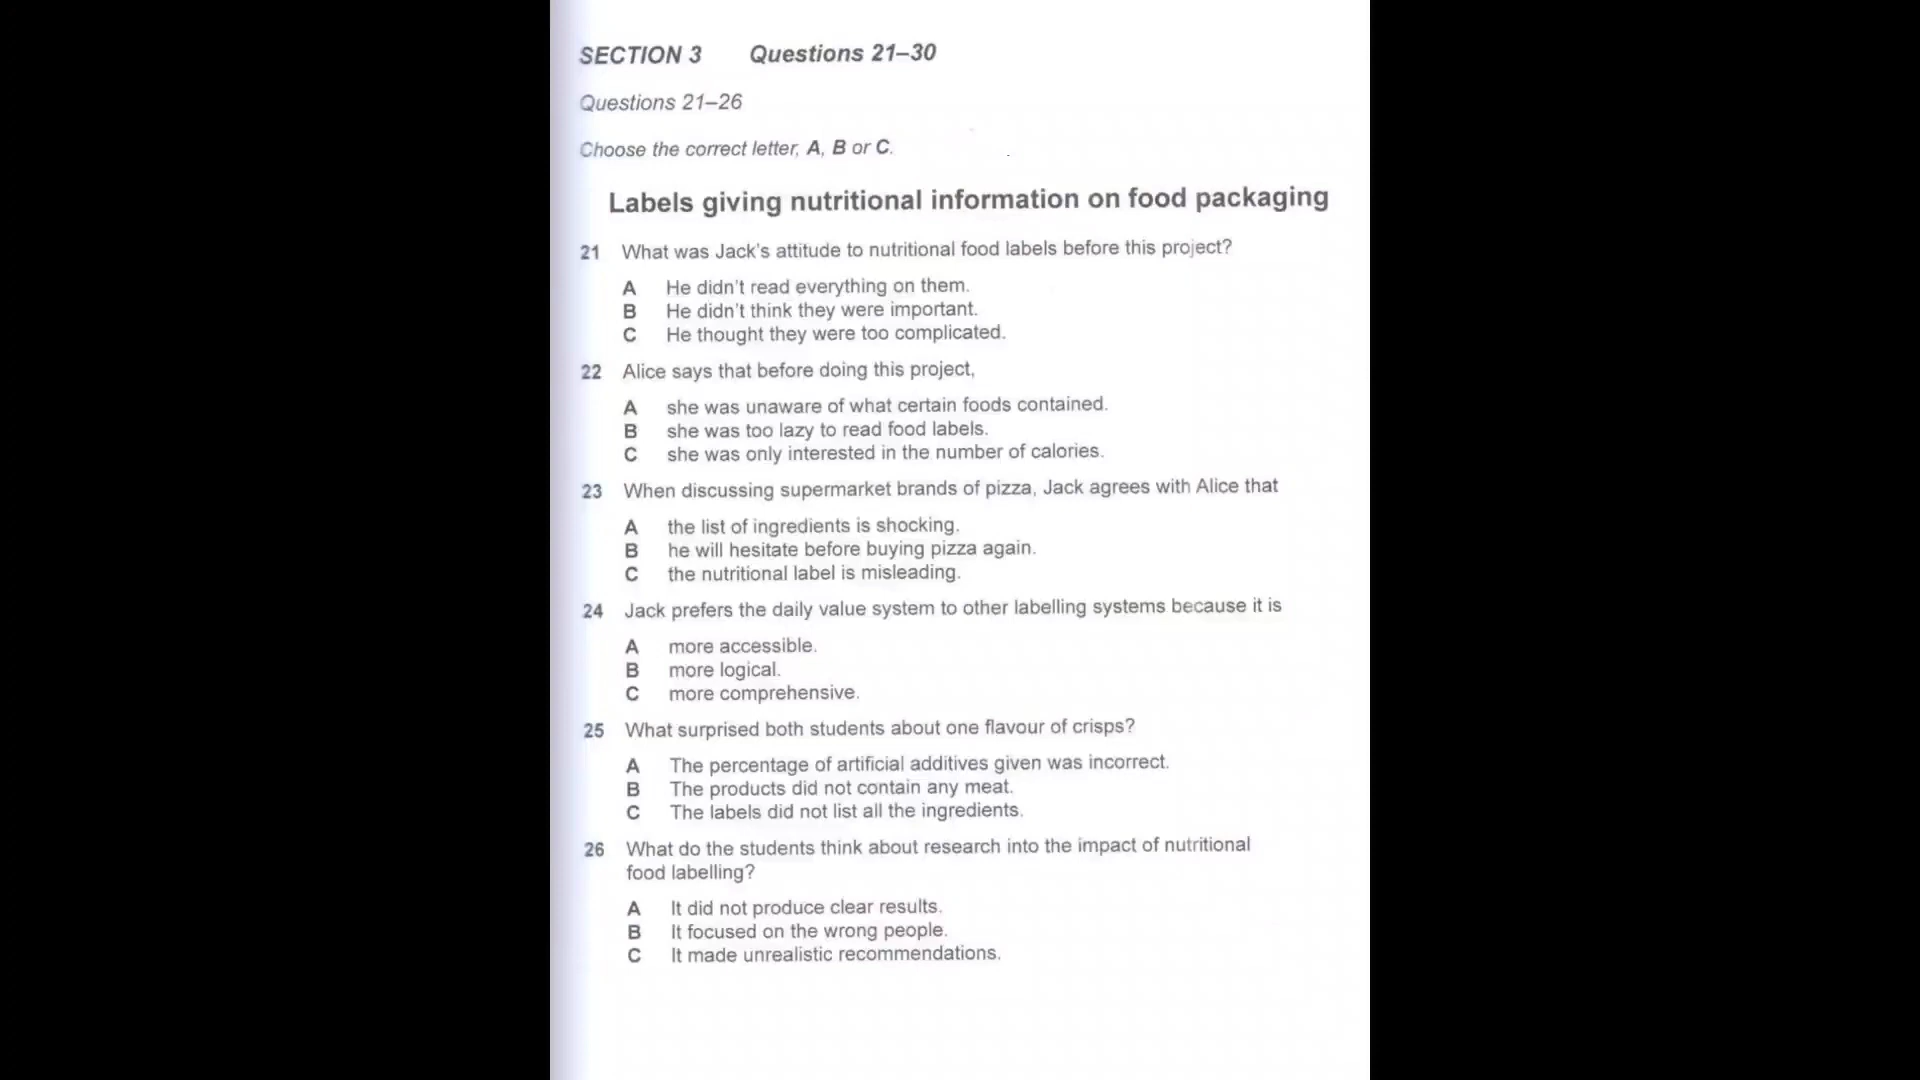 SECTION 3 Questions 21–30
Questions 21–26
Choose the correct letter, A, B or C.
Labels giving nutritional information on food packaging
21 What was Jack's attitude to nutritional food labels before this project?
A He didn't read everything on them.
B He didn't think they were important.
C He thought they were too complicated.
22 Alice says that before doing this project,
A she was unaware of what certain foods contained.
B she was too lazy to read food labels.
C she was only interested in the number of calories.
23 When discussing supermarket brands of pizza, Jack agrees with Alice that
A the list of ingredients is shocking.
B he will hesitate before buying pizza again.
C the nutritional label is misleading.
24 Jack prefers the daily value system to other labelling systems because it is
A more accessible.
B more logical.
C more comprehensive.
25 What surprised both students about one flavour of crisps?
A The percentage of artificial additives given was incorrect.
B The products did not contain any meat.
C The labels did not list all the ingredients.
26 What do the students think about research into the impact of nutritional
food labelling?
A It did not produce clear results.
B It focused on the wrong people.
C It made unrealistic recommendations.